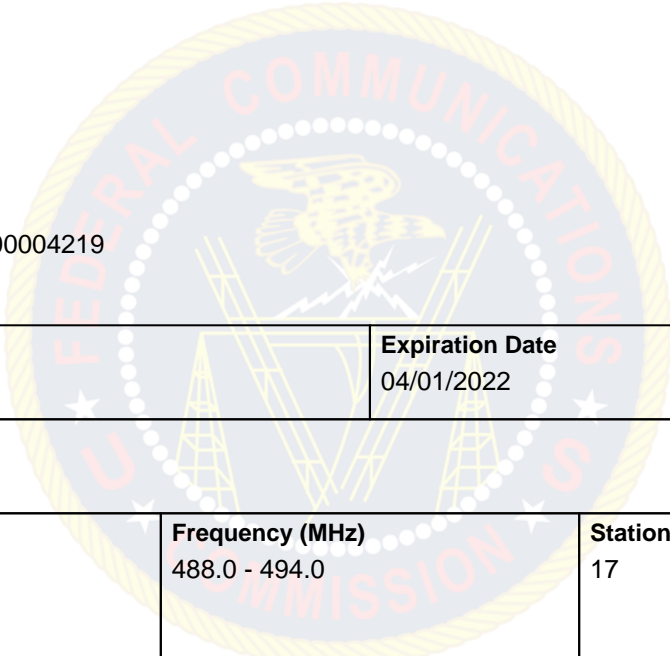 FEDERAL COMMUNICATIONS
COMMISSION
U S
00004219
Expiration Date
04/01/2022
Frequency (MHz)
488.0 - 494.0
Station
17